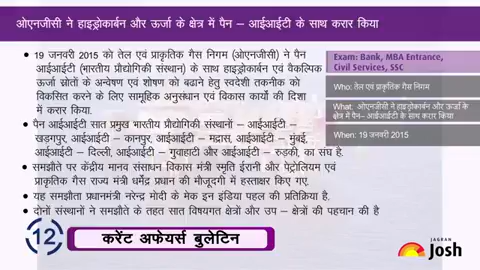 ओएनजीसी ने हाइड्रोकार्बन और ऊर्जा के क्षेत्र में पैन – आईआईटी के साथ करार किया
• 19 जनवरी 2015 को तेल एवं प्राकृतिक गैस निगम (ओएनजीसी) ने पैन
आईआईटी (भारतीय प्रौद्योगिकी संस्थान) के साथ हाइड्रोकार्बन एवं वैकल्पिक
ऊर्जा स्रोतों के अन्वेषण एवं शोषण को बढाने हेतु स्वदेशी तकनीक को
विकसित करने के लिए सामूहिक अनुसंधान एवं विकास कार्यो की दिशा
में करार किया.
• पैन आईआईटी सात प्रमुख भारतीय प्रौद्योगिकी संस्थानों – आईआईटी –
खडगपुर, आईआईटी – कानपुर, आईआईटी – मद्रास, आईआईटी – मुंबई,
आईआईटी – दिल्ली, आईआईटी – गुवाहाटी और आईआईटी – रुडकी, का संघ है.
• समझौते पर केंद्रिय मानव संसाधन विकास मंत्री स्मृति ईरानी और पेट्रोलियम एवं
प्राकृतिक गैस राज्य मंत्री धर्मेंद्र प्रधान की मौजूदगी में हस्ताक्षर किए गए.
• यह समझौता प्रधानमंत्री नरेन्द्र मोदी के मेक इन इंडिया पहल की प्रतिक्रिया है.
• दोनों संस्थानों ने समझौते के तहत सात विषयगत क्षेत्रों और उप – क्षेत्रों की पहचान की है
Exam: Bank, MBA Entrance,
Civil Services, SSC
Who: तेल एवं प्राकृतिक गैस निगम
What: ओएनजीसी ने हाइड्रोकार्बन और ऊर्जा के
क्षेत्र में पैन– आईआईटी के साथ करार किया
When: 19 जनवरी 2015
12
करेंट अफेयर्स बुलेटिन
JAGRAN
Josh